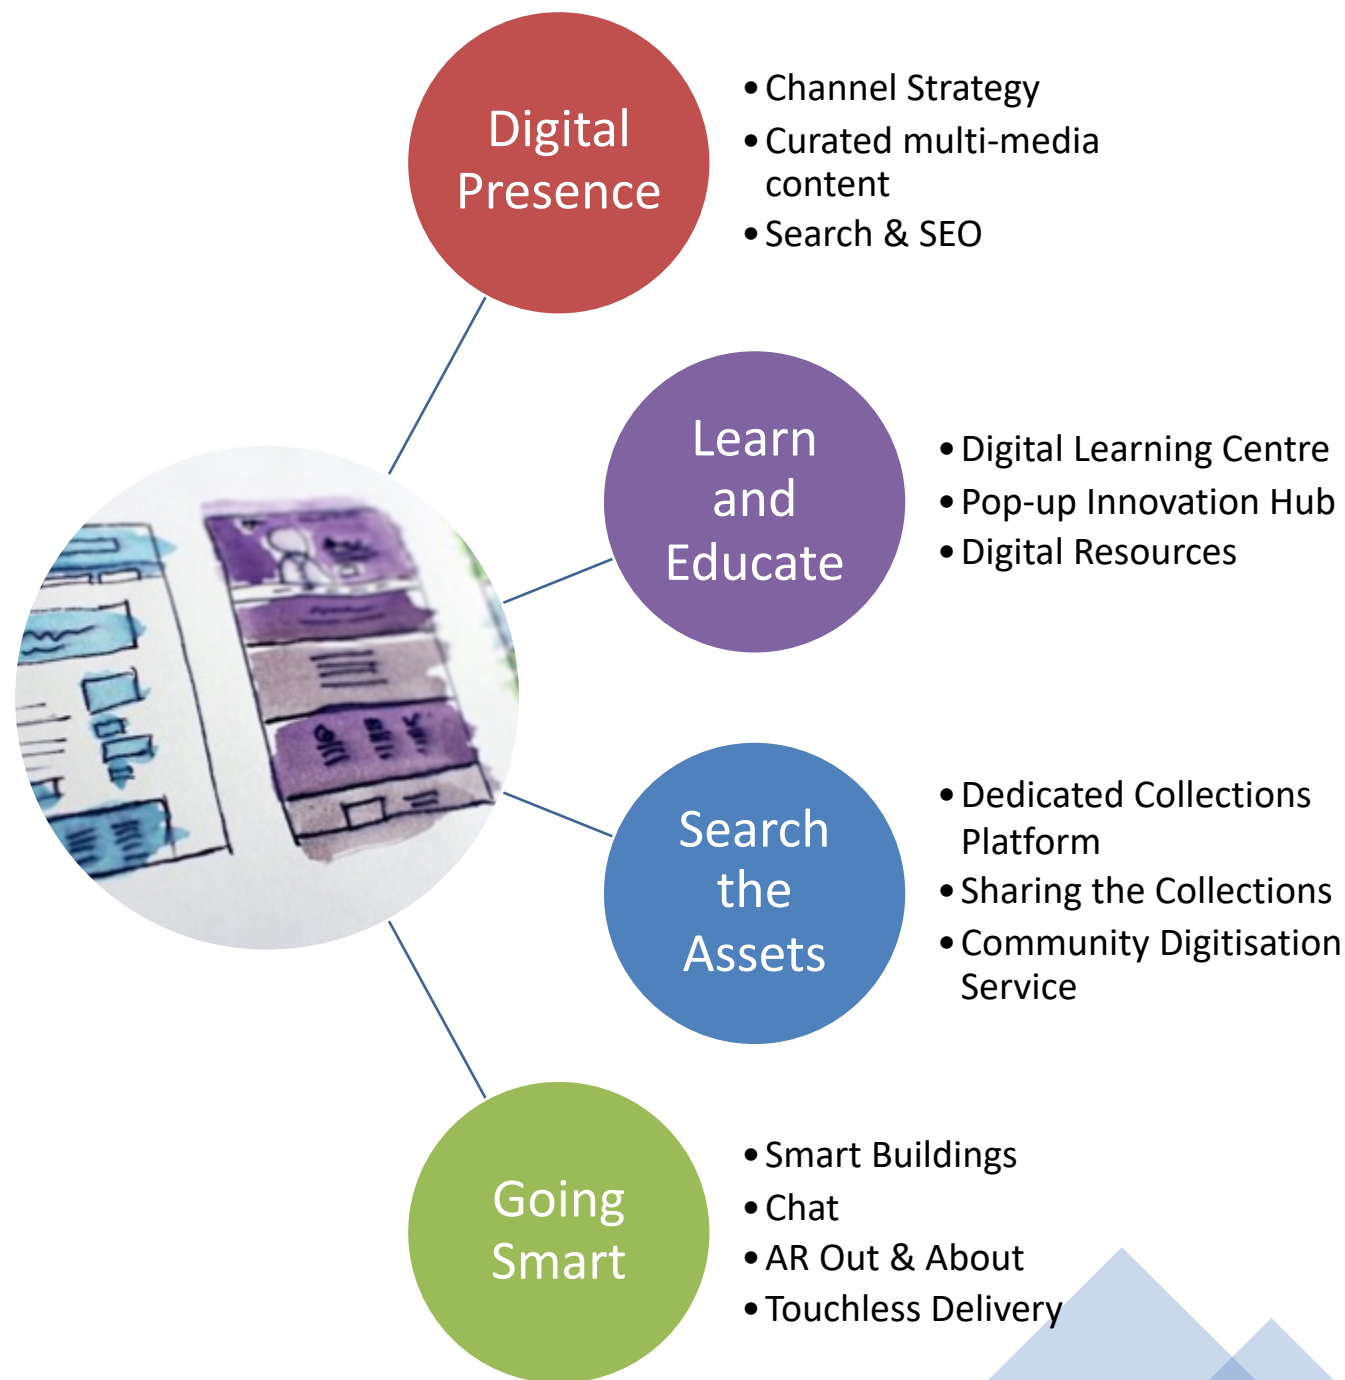 Digital
Presence
•Channel Strategy
•Curated multi-media
content
•Search & SEO
Learn
and
Educate
•Digital Learning Centre
•Pop-up Innovation Hub
•Digital Resources
Search
the
Assets
•Dedicated Collections
Platform
•Sharing the Collections
•Community Digitisation
Service
Going
Smart
•Smart Buildings
•Chat
•AR Out & About
•Touchless Delivery